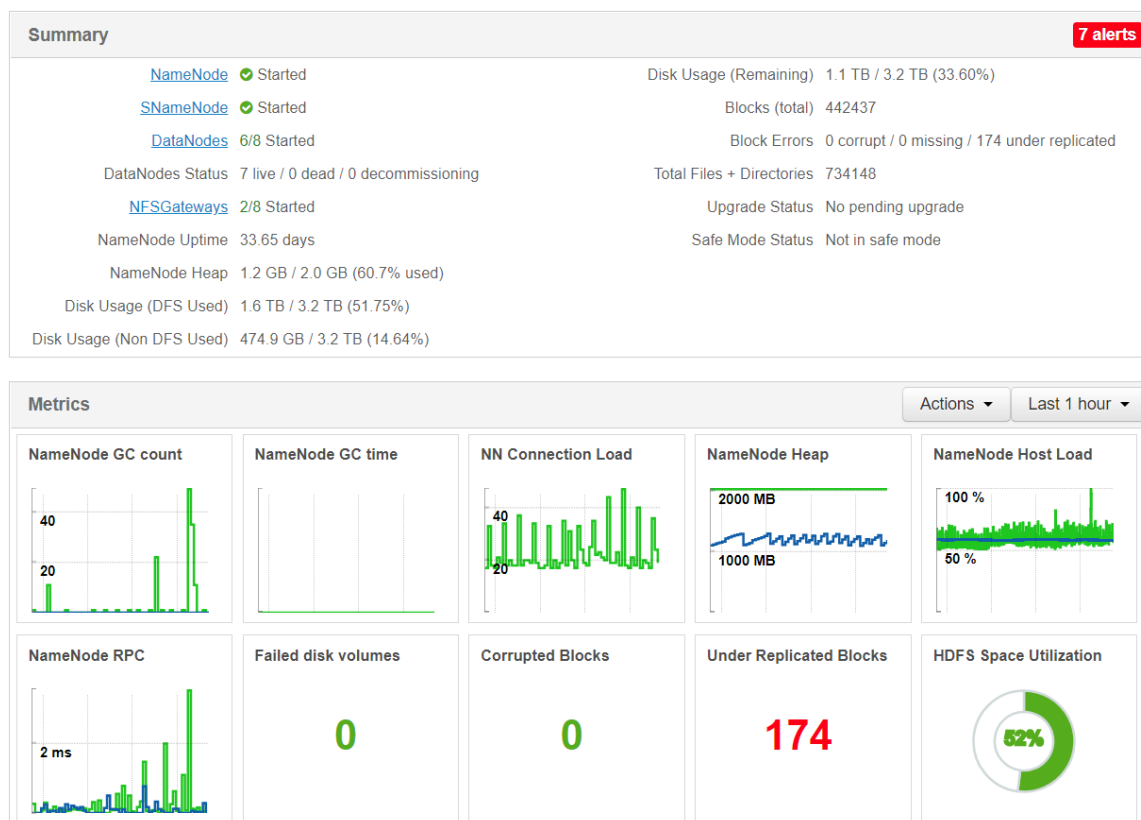 Summary
7 alerts
NameNode Started
SNameNode Started
DataNodes 6/8 Started
DataNodes Status 7 live / 0 dead / 0 decommissioning
NFSGateways 2/8 Started
NameNode Uptime 33.65 days
NameNode Heap 1.2 GB / 2.0 GB (60.7% used)
Disk Usage (DFS Used) 1.6 TB / 3.2 TB (51.75%)
Disk Usage (Non DFS Used) 474.9 GB / 3.2 TB (14.64%)
Disk Usage (Remaining) 1.1 TB / 3.2 TB (33.60%)
Blocks (total) 442437
Block Errors 0 corrupt / 0 missing / 174 under replicated
Total Files + Directories 734148
Upgrade Status No pending upgrade
Safe Mode Status Not in safe mode
Metrics
Actions
Last 1 hour
NameNode GC count
40
20
NameNode GC time
NN Connection Load
40
20
NameNode Heap
2000 MB
1000 MB
NameNode Host Load
100 %
50 %
NameNode RPC
2 ms
Failed disk volumes
0
Corrupted Blocks
0
Under Replicated Blocks
174
HDFS Space Utilization
52%